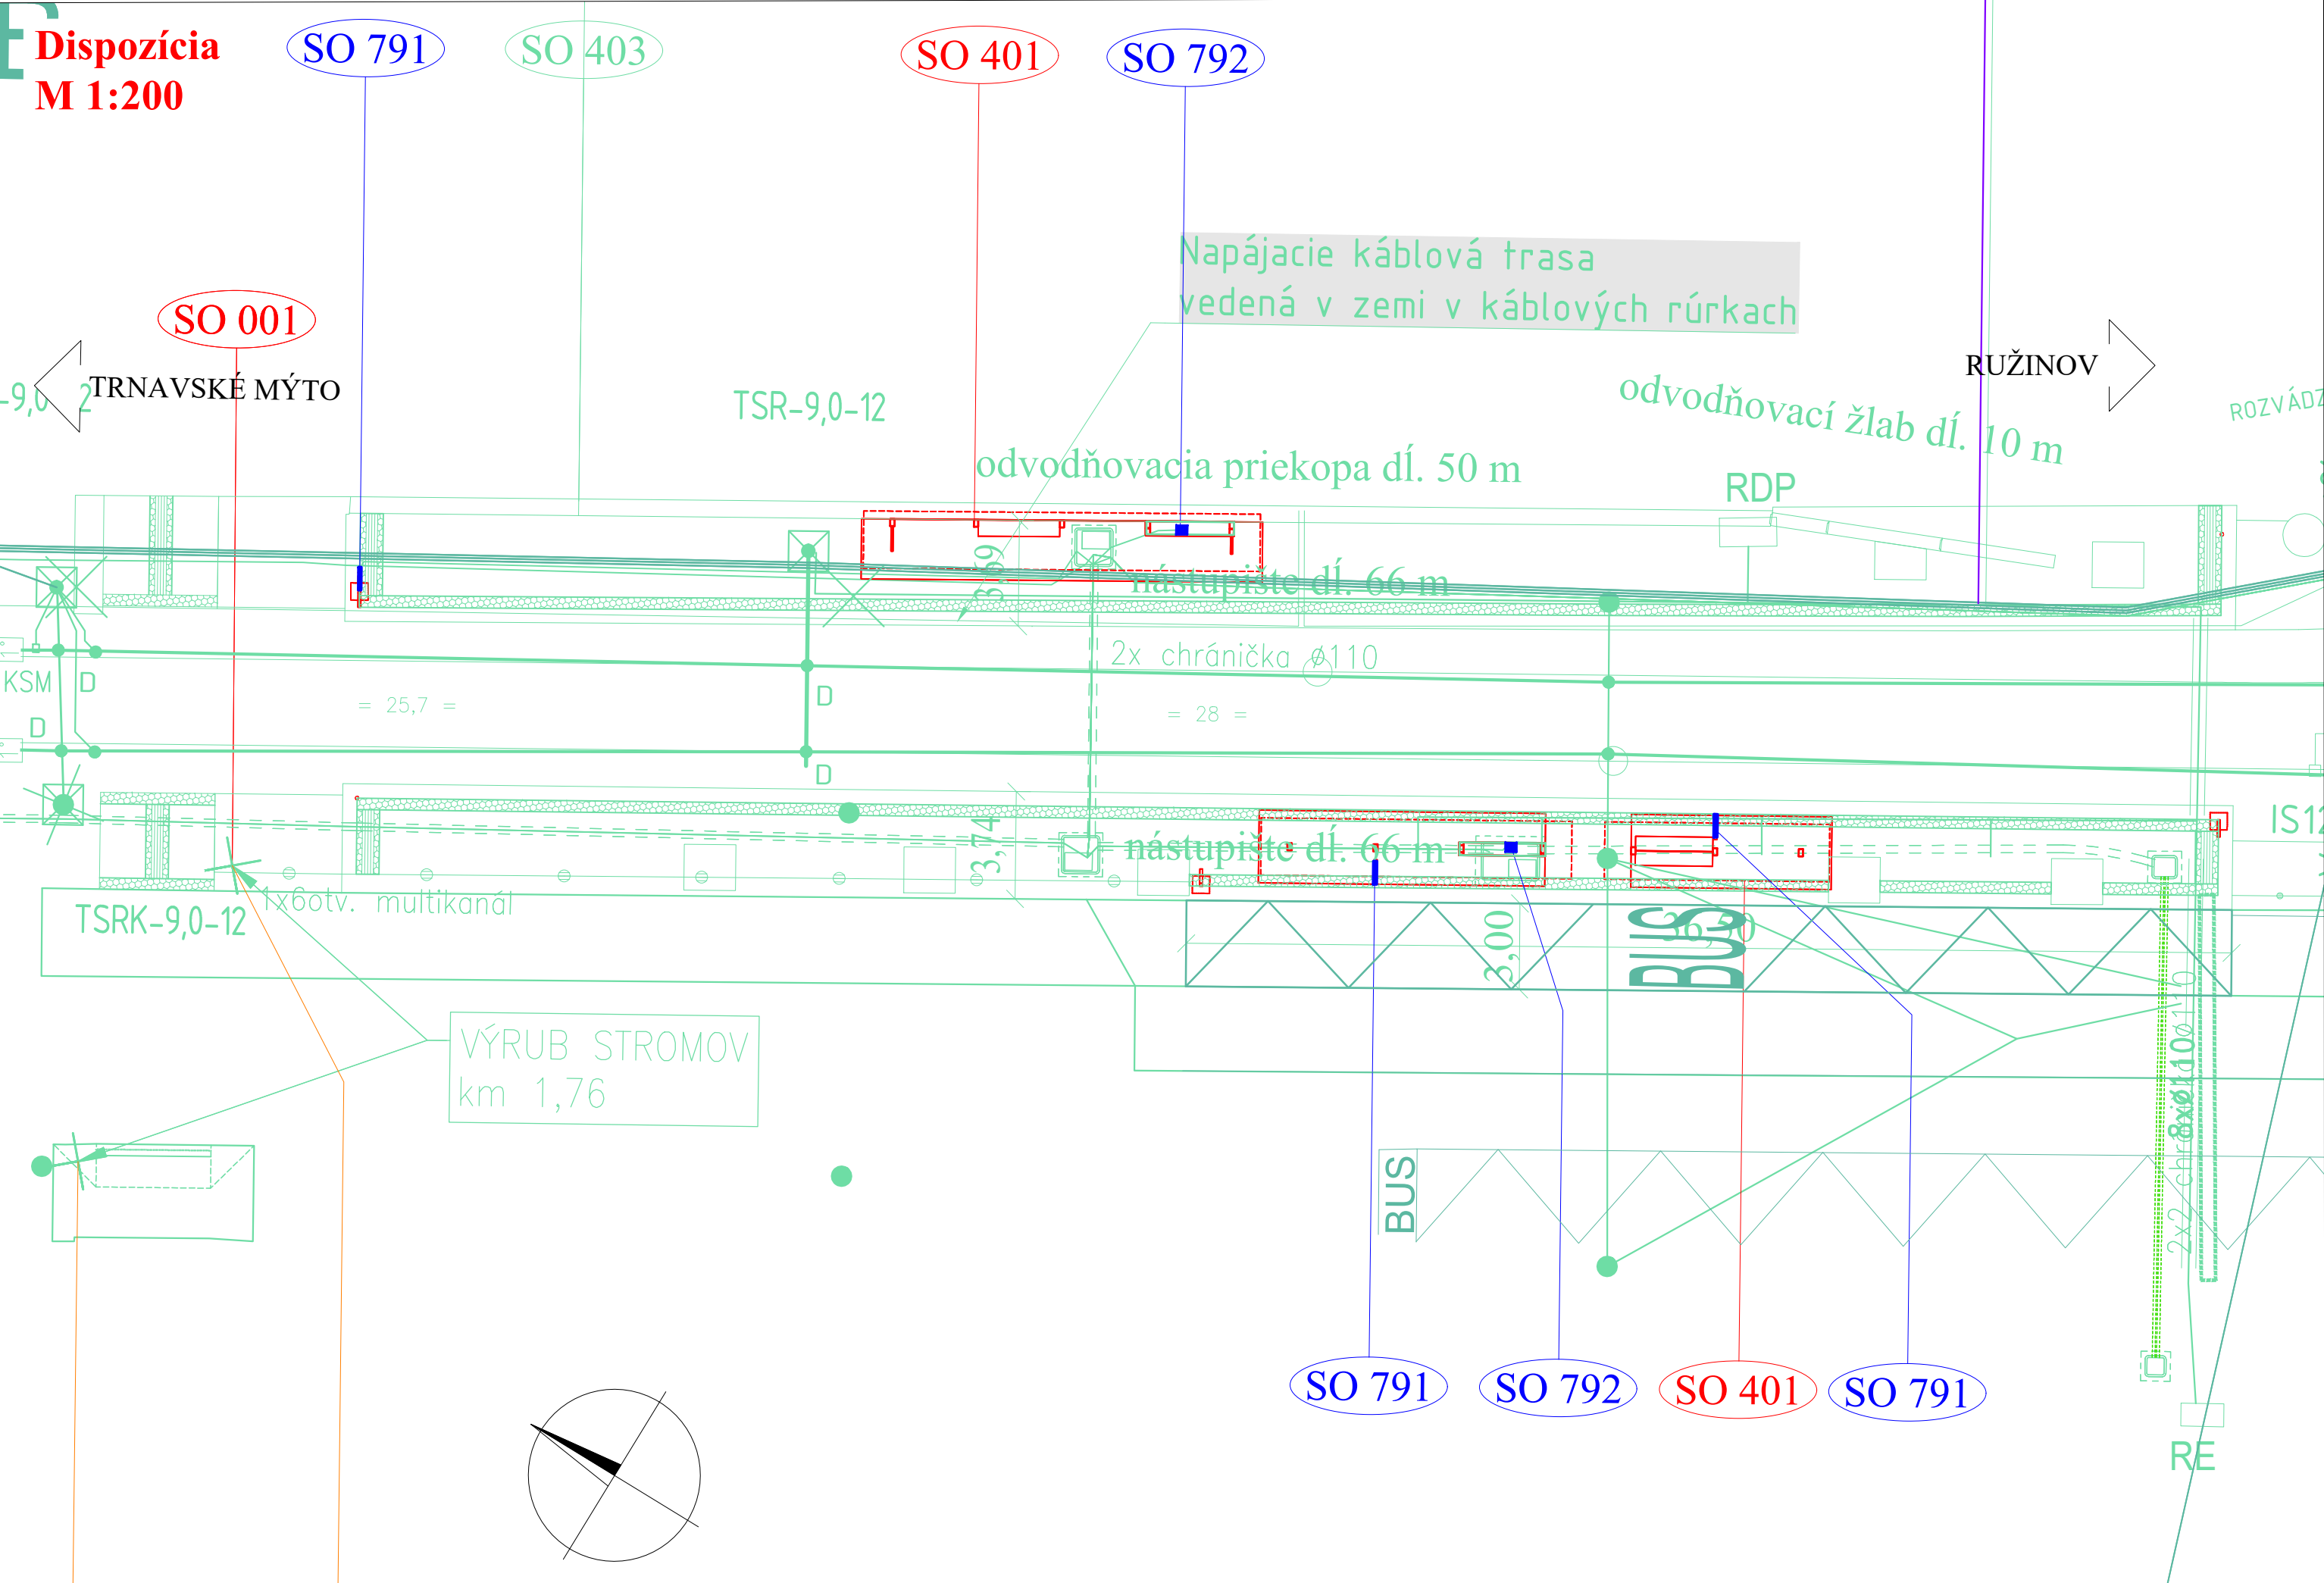 Dispozícia
M 1:200
SO 791
SO 403
SO 401
SO 792
Napájacie káblová trasa
vedená v zemi v káblových rúrkach
SO 001
TRNAVSKÉ MÝTO
RUŽINOV
TSR-9,0-12
odvodňovací žlab dĺ. 10 m
odvodňovacia priekopa dĺ. 50 m
RDP
3,69
nástupište dĺ. 66 m
2x chránička ø110
KSM
D
D
D
D
= 25,7 =
= 28 =
3,74
nástupište dĺ. 66 m
1x6otv. multikanál
TSRK-9,0-12
3,00
BUS
36,50
VÝRUB STROMOV
km 1,76
BUS
SO 791
SO 792
SO 401
SO 791
RE